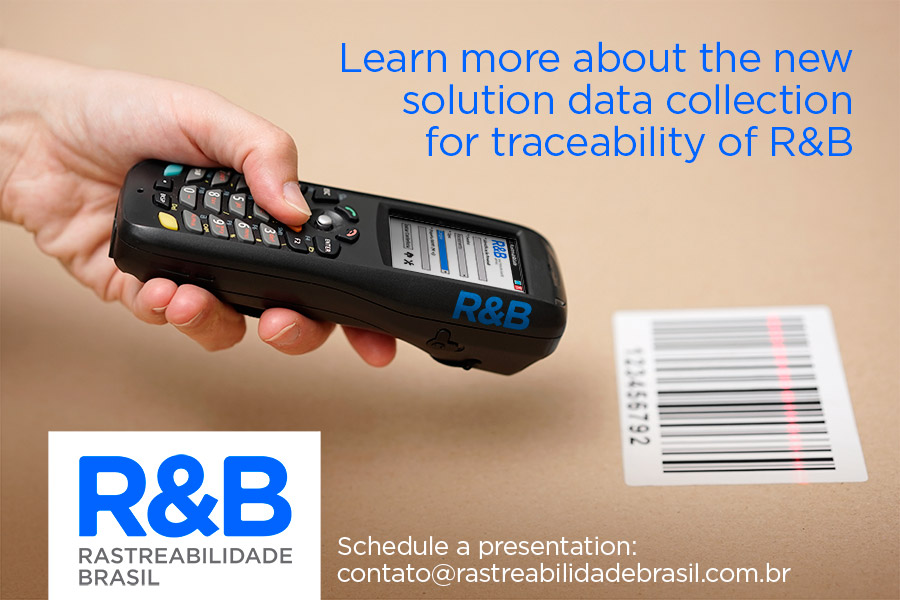 Learn more about the new
solution data collection
for traceability of R&B
R&B
R&B
ENTER
123456792
R&B
RASTREABILIDADE
BRASIL
Schedule a presentation:
contato@rastreabilidadebrasil.com.br